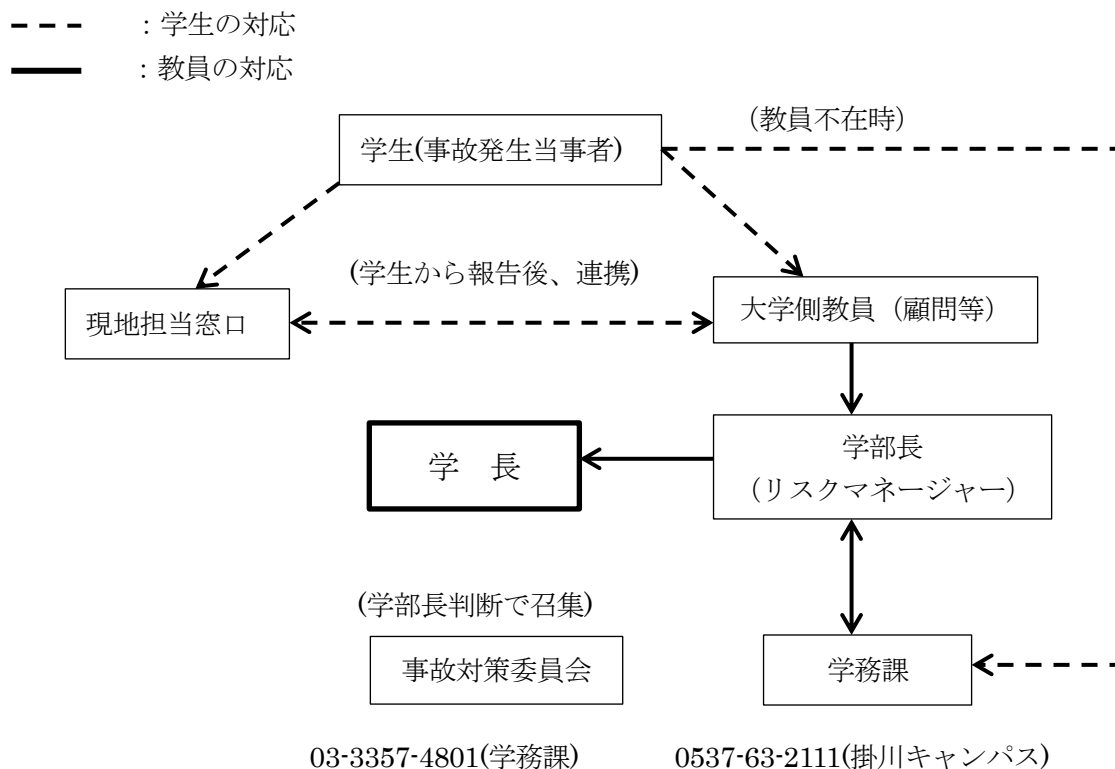 ：学生の対応
：教員の対応
（教員不在時）
学生(事故発生当事者)
(学生から報告後、連携)
現地担当窓口
大学側教員（顧問等）
学　長
学部長
（リスクマネージャー）
(学部長判断で召集)
事故対策委員会
学務課
03-3357-4801(学務課)
0537-63-2111(掛川キャンパス)